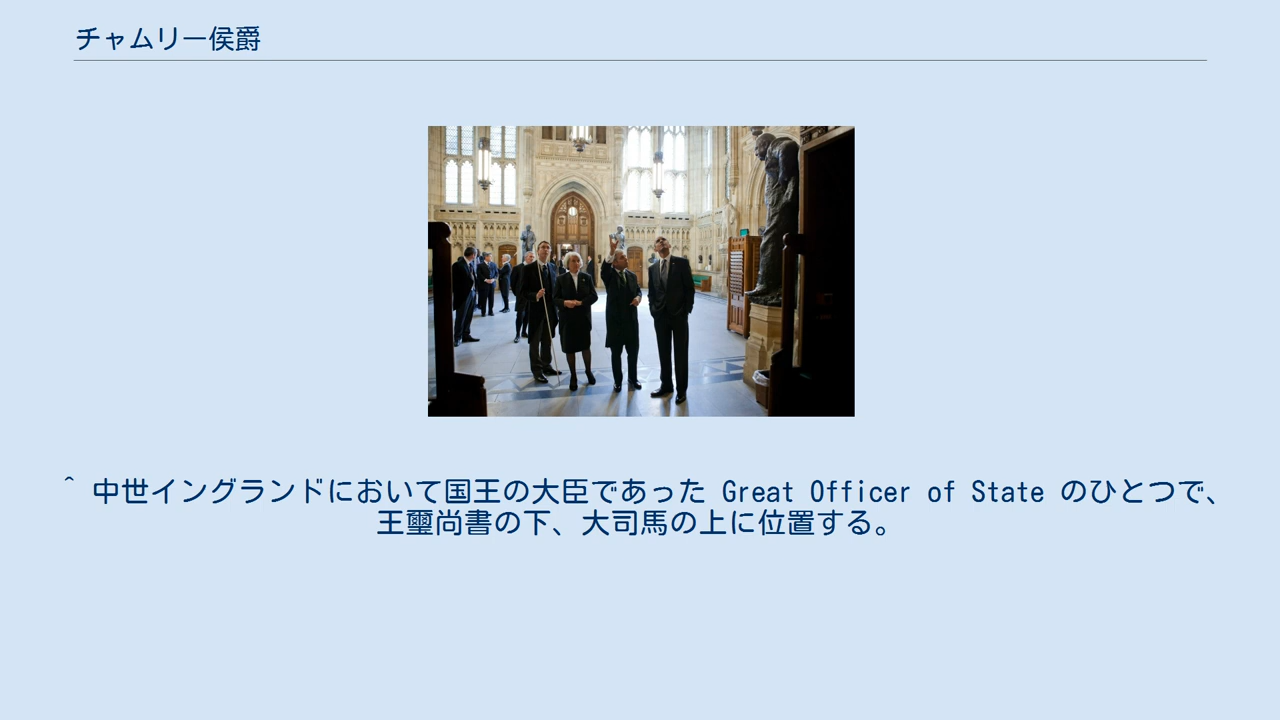 チャムリー侯爵
^ 中世イングランドにおいて国王の大臣であった Great Officer of State のひとつで、
王璽尚書の下、大司馬の上に位置する。